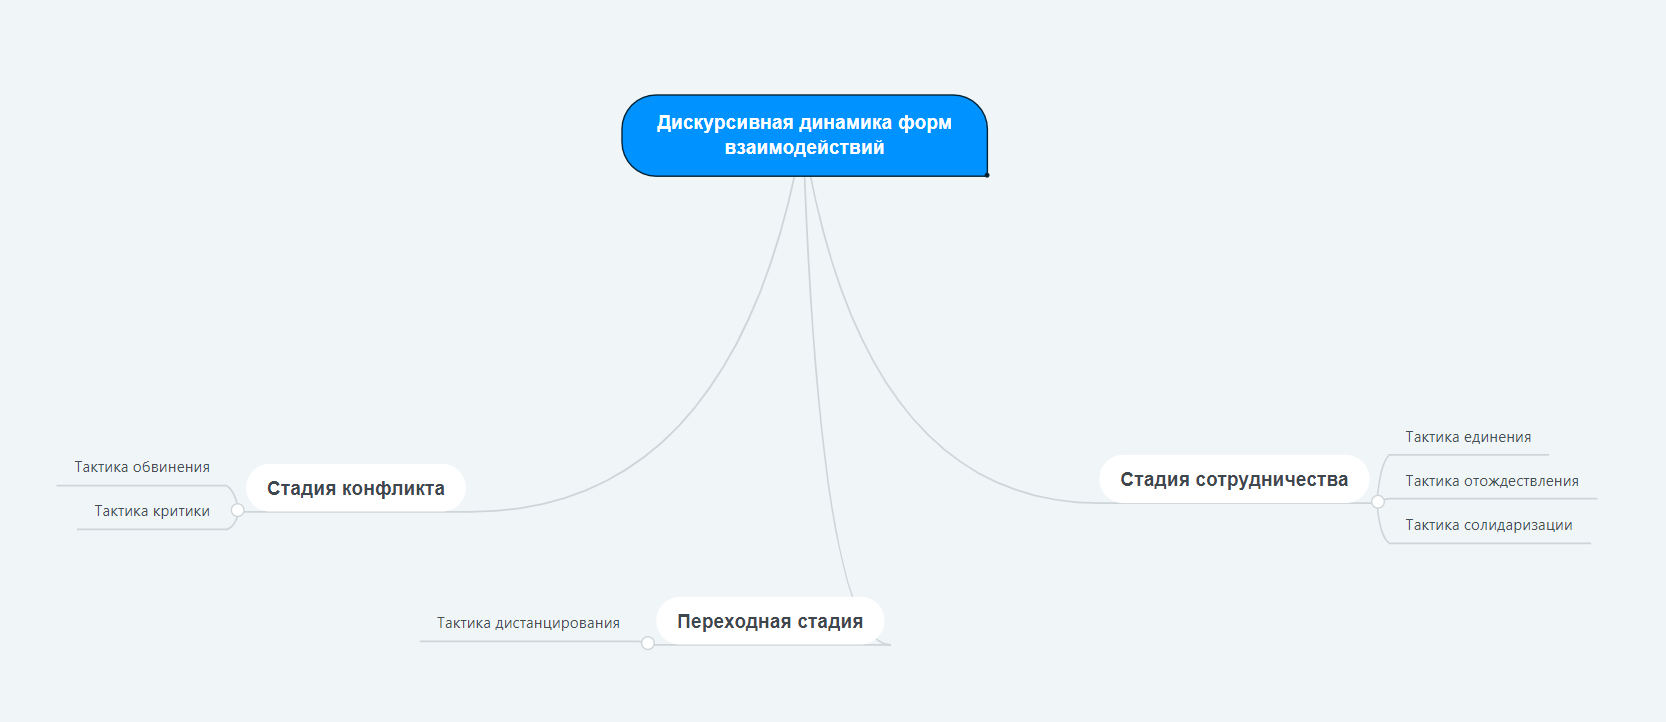 Дискурсивная динамика форм
взаимодействий
Стадия конфликта
Тактика обвинения
Тактика критики
Переходная стадия
Тактика дистанцирования
Стадия сотрудничества
Тактика единения
Тактика отождествления
Тактика солидаризации